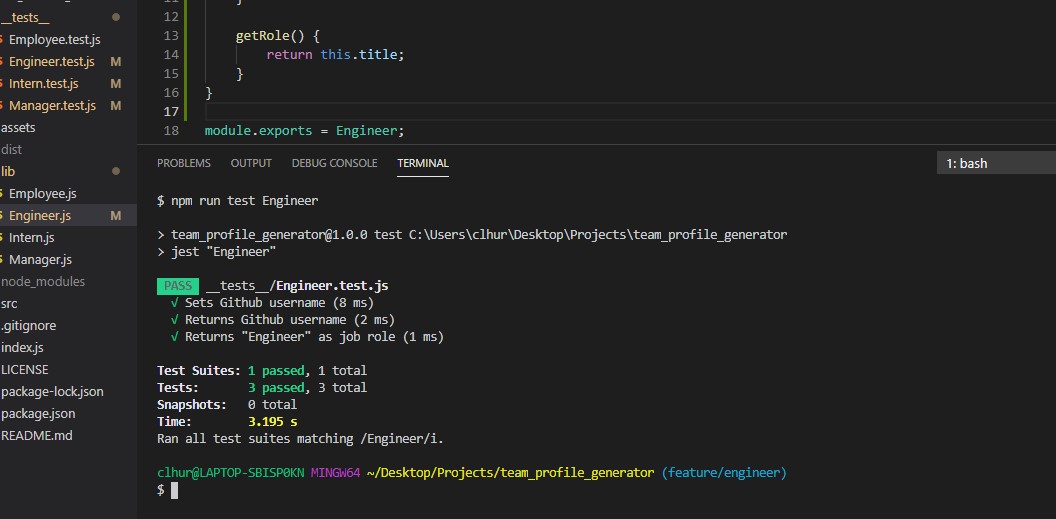 __tests__
Employee.test.js
Engineer.test.js M
Intern.test.js M
Manager.test.js M
assets
dist
lib
Employee.js
Engineer.js M
Intern.js
Manager.js
node_modules
src
.gitignore
index.js
LICENSE
package-lock.json
package.json
README.md
11 }
12
13 getRole() {
14 return this.title;
15 }
16 }
17
18 module.exports = Engineer;
PROBLEMS OUTPUT DEBUG CONSOLE TERMINAL 1: bash
$ npm run test Engineer
> team_profile_generator@1.0.0 test C:\Users\clhur\Desktop\Projects\team_profile_generator
> jest "Engineer"
PASS __tests__/Engineer.test.js
√ Sets Github username (8 ms)
√ Returns Github username (2 ms)
√ Returns "Engineer" as job role (1 ms)
Test Suites: 1 passed, 1 total
Tests: 3 passed, 3 total
Snapshots: 0 total
Time: 3.195 s
Ran all test suites matching /Engineer/i.
clhur@LAPTOP-SBISP0KN MINGW64 ~/Desktop/Projects/team_profile_generator (feature/engineer)
$